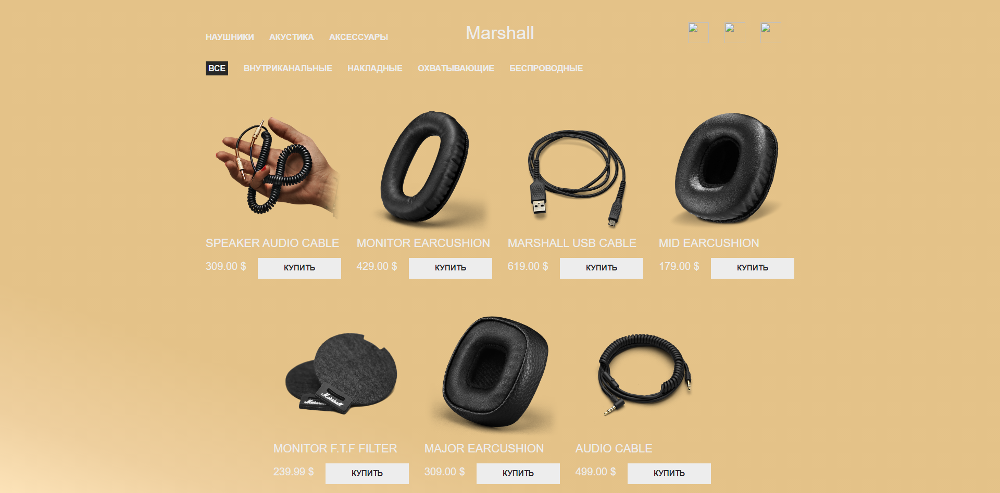 НАУШНИКИ АКУСТИКА АКСЕССУАРЫ Marshall
ВСЕ ВНУТРИКАНАЛЬНЫЕ НАКЛАДНЫЕ ОХВАТЫВАЮЩИЕ БЕСПРОВОДНЫЕ
SPEAKER AUDIO CABLE MONITOR EARCUSHION MARSHALL USB CABLE MID EARCUSHION
309.00 $ КУПИТЬ 429.00 $ КУПИТЬ 619.00 $ КУПИТЬ 179.00 $ КУПИТЬ
Marshall
Marshall
MONITOR F.T.F FILTER MAJOR EARCUSHION AUDIO CABLE
239.99 $ КУПИТЬ 309.00 $ КУПИТЬ 499.00 $ КУПИТЬ